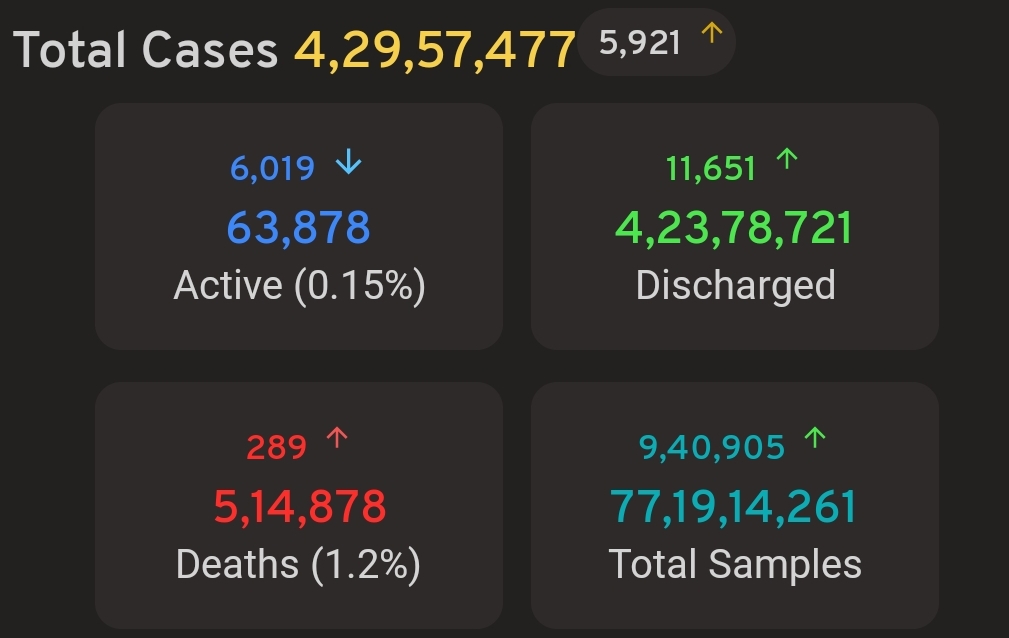 Total Cases 4,29,57,477 5,921 ↑
6,019 ↓
63,878
Active (0.15%)
11,651 ↑
4,23,78,721
Discharged
289 ↑
5,14,878
Deaths (1.2%)
9,40,905 ↑
77,19,14,261
Total Samples